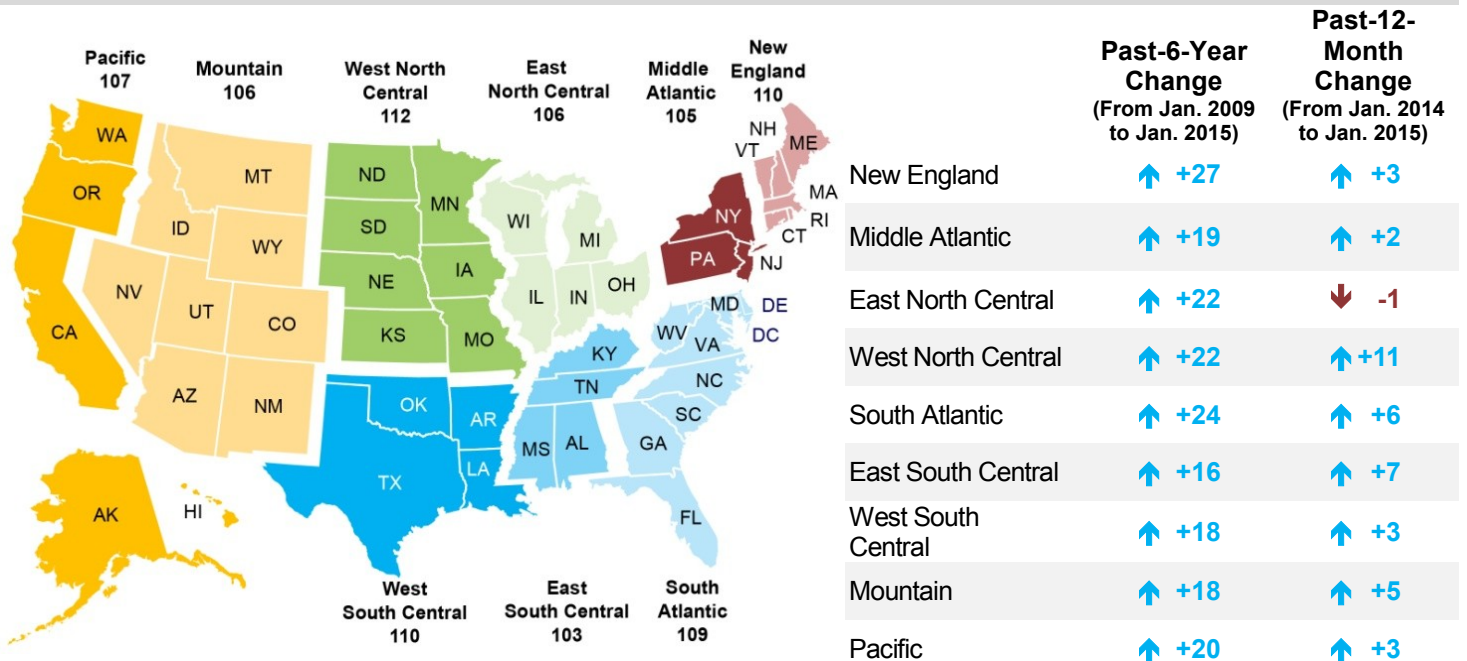 Pacific
107
Mountain
106
West North
Central
112
East
North Central
106
Middle
Atlantic
105
New
England
110
WA
OR
CA
AK
HI
MT
ID
WY
NV
UT
CO
AZ
NM
ND
SD
NE
KS
MN
IA
MO
WI
MI
IL
IN
OH
NY
PA
NJ
NH
VT
ME
MA
RI
CT
MD
DE
DC
WV
VA
NC
SC
GA
FL
KY
TN
MS
AL
OK
AR
TX
LA
West
South Central
110
East
South Central
103
South
Atlantic
109
Past-6-Year
Change
(From Jan. 2009
to Jan. 2015)
Past-12-
Month
Change
(From Jan. 2014
to Jan. 2015)
New England +27 +3
Middle Atlantic +19 +2
East North Central +22 -1
West North Central +22 +11
South Atlantic +24 +6
East South Central +16 +7
West South
Central +18 +3
Mountain +18 +5
Pacific +20 +3